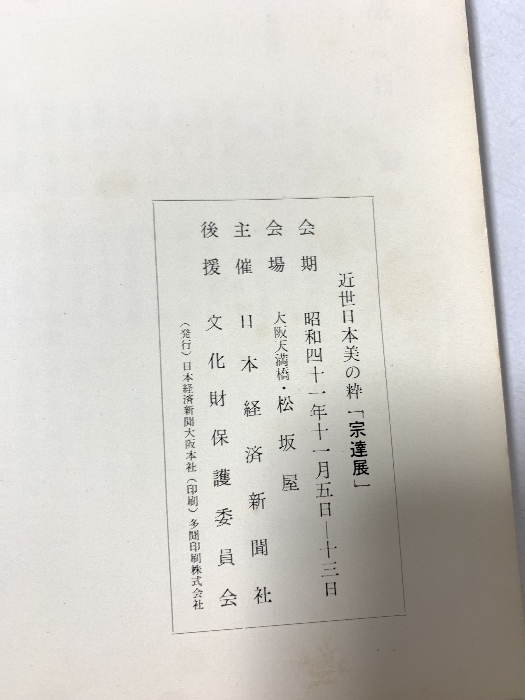 近世日本美の粋「宗達展」
会期 昭和四十一年十一月五日―十三日
会場 大阪天満橋・松坂屋
主催 日本経済新聞社
後援 文化財保護委員会
(発行)日本経済新聞大阪本社(印刷)多聞印刷株式会社